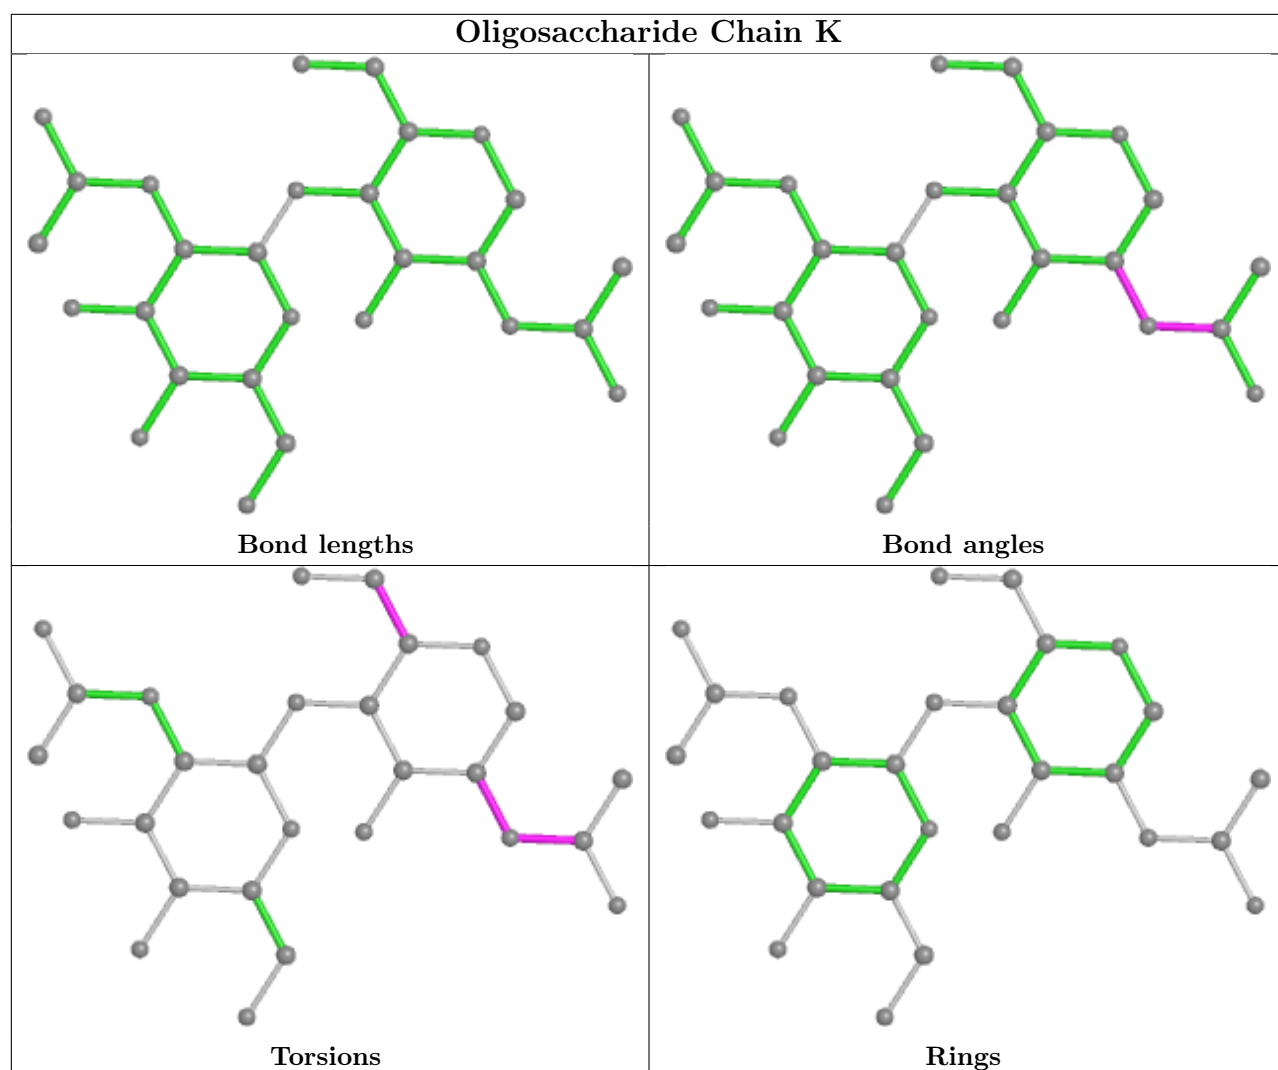 Oligosaccharide Chain K
Bond lengths
Bond angles
Torsions
Rings